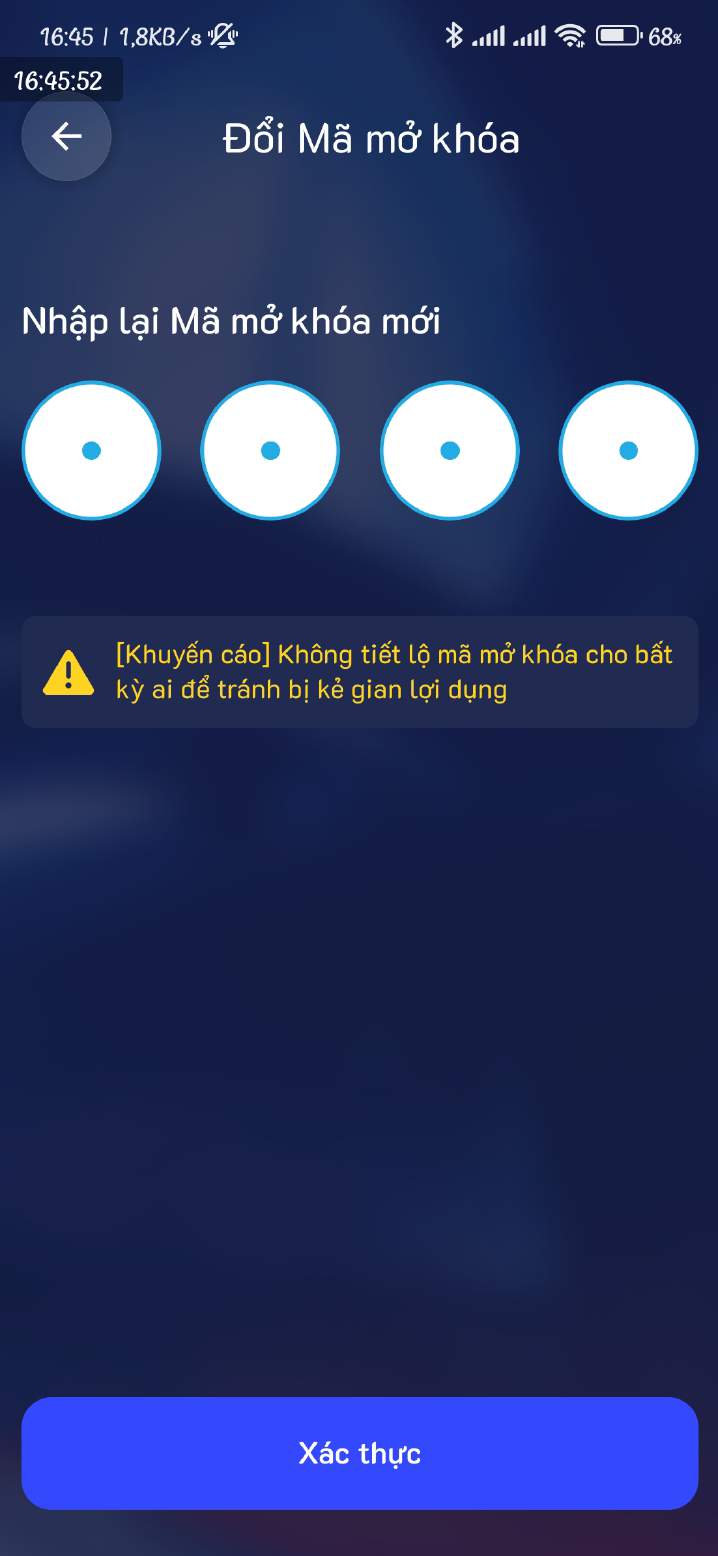 16:45 | 1,8KB/s
68%
16:45:52
Đổi Mã mở khóa
Nhập lại Mã mở khóa mới
[Khuyến cáo] Không tiết lộ mã mở khóa cho bất
kỳ ai để tránh bị kẻ gian lợi dụng
Xác thực